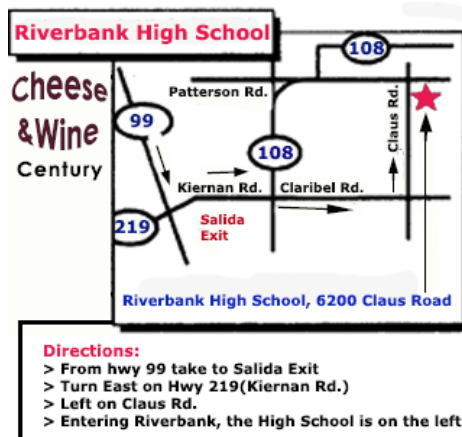 Riverbank High School
108
Cheese
&Wine
Century
Patterson Rd.
99
Claus Rd.
108
Kiernan Rd. Claribel Rd.
219
Salida
Exit
Riverbank High School, 6200 Claus Road
Directions:
> From hwy 99 take to Salida Exit
> Turn East on Hwy 219(Kiernan Rd.)
> Left on Claus Rd.
> Entering Riverbank, the High School is on the left